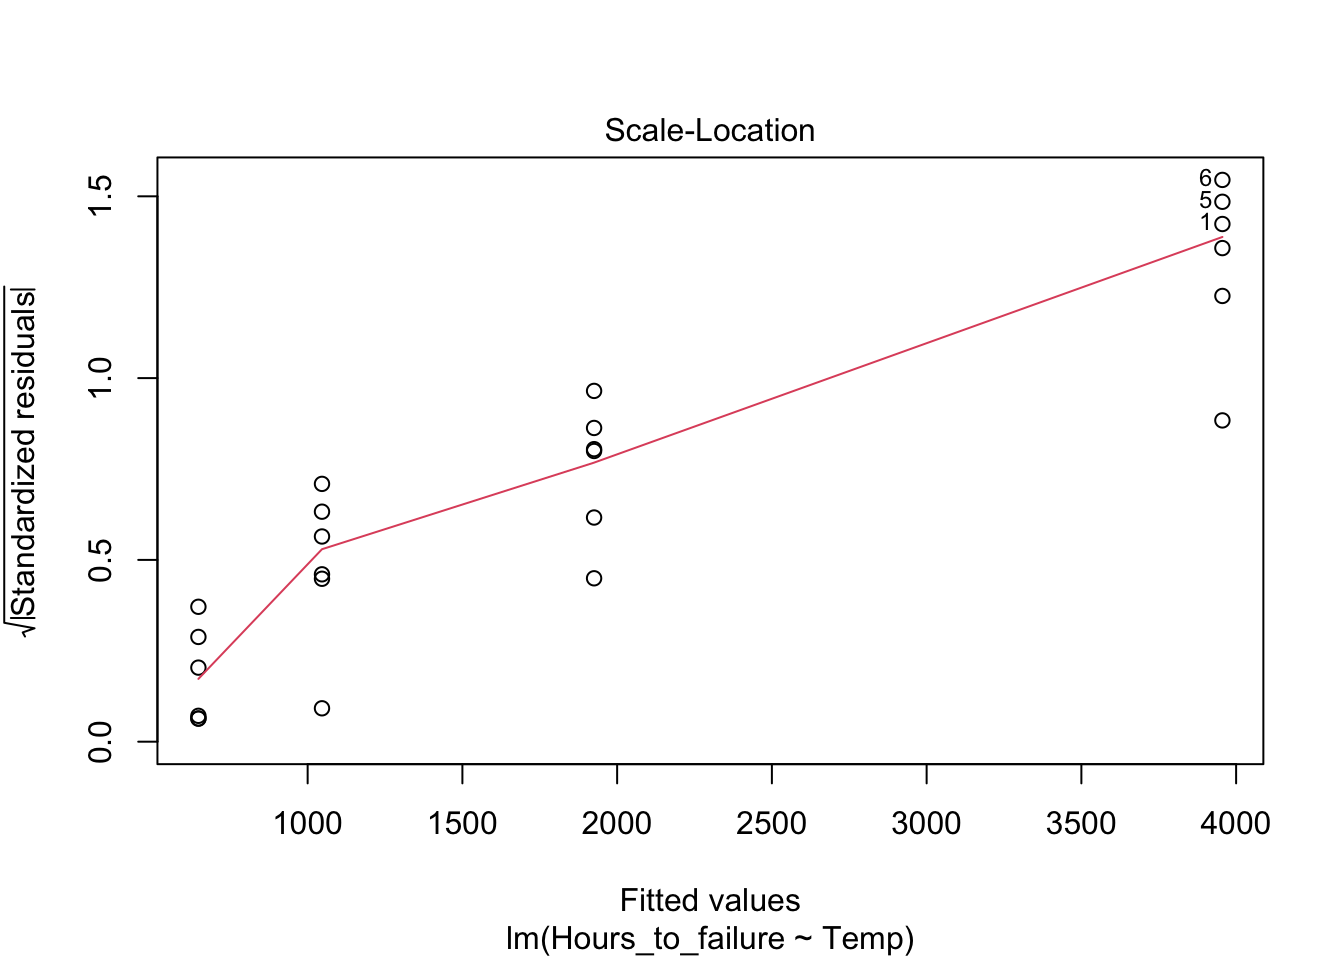 Scale-Location
√|Standardized residuals|
1.5
1.0
0.5
0.0
6
5
1
1000 1500 2000 2500 3000 3500 4000
Fitted values
lm(Hours_to_failure ~ Temp)